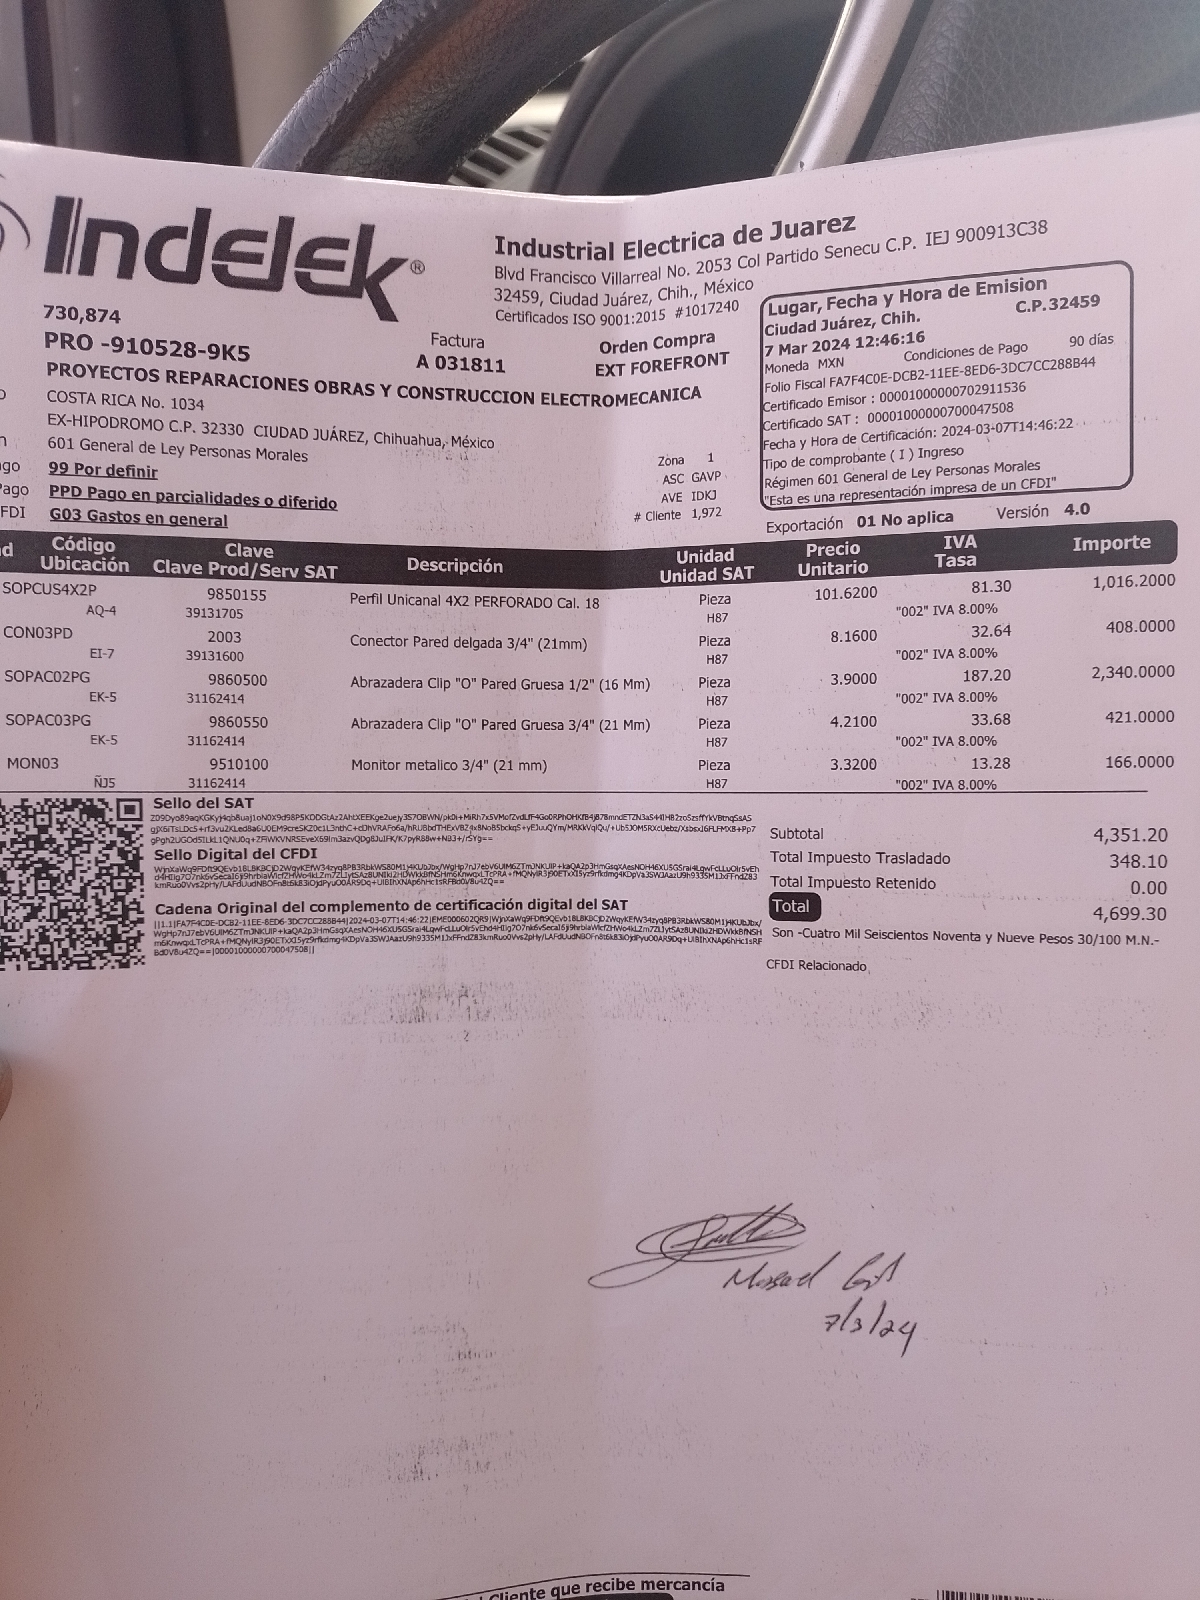 Indelek®
Industrial Electrica de Juarez
Blvd Francisco Villarreal No. 2053 Col Partido Senecu C.P. IEJ 900913C38
32459, Ciudad Juárez, Chih., México
Certificados ISO 9001:2015 #1017240
730,874
PRO -910528-9K5
Factura
A 031811
Orden Compra
EXT FOREFRONT
PROYECTOS REPARACIONES OBRAS Y CONSTRUCCION ELECTROMECANICA
COSTA RICA No. 1034
EX-HIPODROMO C.P. 32330 CIUDAD JUÁREZ, Chihuahua, México
601 General de Ley Personas Morales
ago 99 Por definir
Pago PPD Pago en parcialidades o diferido
FDI G03 Gastos en general
Zona 1
ASC GAVP
AVE IDKJ
# Cliente 1,972
Lugar, Fecha y Hora de Emision
Ciudad Juárez, Chih. C.P.32459
7 Mar 2024 12:46:16
Moneda MXN Condiciones de Pago 90 días
Folio Fiscal FA7F4C0E-DCB2-11EE-8ED6-3DC7CC288B44
Certificado Emisor : 00001000000702911536
Certificado SAT : 00001000000700047508
Fecha y Hora de Certificación: 2024-03-07T14:46:22
Tipo de comprobante ( I ) Ingreso
Régimen 601 General de Ley Personas Morales
"Esta es una representación impresa de un CFDI"
Exportación 01 No aplica Versión 4.0
d Código Clave Descripción Unidad Precio IVA Importe
Ubicación Clave Prod/Serv SAT Unidad SAT Unitario Tasa
SOPCUS4X2P 9850155 Perfil Unicanal 4X2 PERFORADO Cal. 18 Pieza 101.6200 81.30 1,016.2000
AQ-4 39131705 H87 "002" IVA 8.00%
CON03PD 2003 Conector Pared delgada 3/4" (21mm) Pieza 8.1600 32.64 408.0000
EI-7 39131600 H87 "002" IVA 8.00%
SOPAC02PG 9860500 Abrazadera Clip "O" Pared Gruesa 1/2" (16 Mm) Pieza 3.9000 187.20 2,340.0000
EK-5 31162414 H87 "002" IVA 8.00%
SOPAC03PG 9860550 Abrazadera Clip "O" Pared Gruesa 3/4" (21 Mm) Pieza 4.2100 33.68 421.0000
EK-5 31162414 H87 "002" IVA 8.00%
MON03 9510100 Monitor metalico 3/4" (21 mm) Pieza 3.3200 13.28 166.0000
ÑJ5 31162414 H87 "002" IVA 8.00%
Sello del SAT
Sello Digital del CFDI
Cadena Original del complemento de certificación digital del SAT
Subtotal 4,351.20
Total Impuesto Trasladado 348.10
Total Impuesto Retenido 0.00
Total 4,699.30
Son -Cuatro Mil Seiscientos Noventa y Nueve Pesos 30/100 M.N.-
CFDI Relacionado
7/3/24
Cliente que recibe mercancía